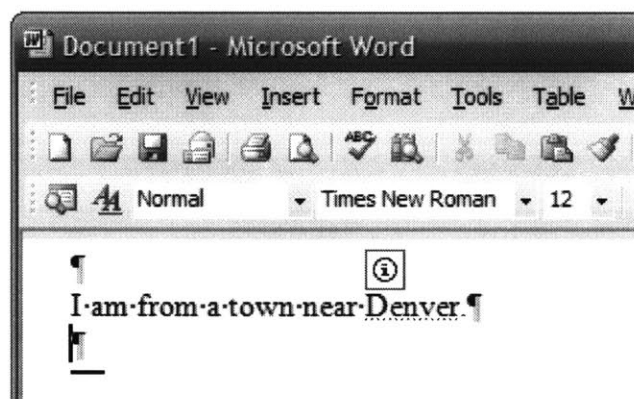 Document1 - Microsoft Word
File Edit View Insert Format Tools Table W
ABC
Normal Times New Roman 12
¶
I·am·from·a·town·near·Denver.¶
¶